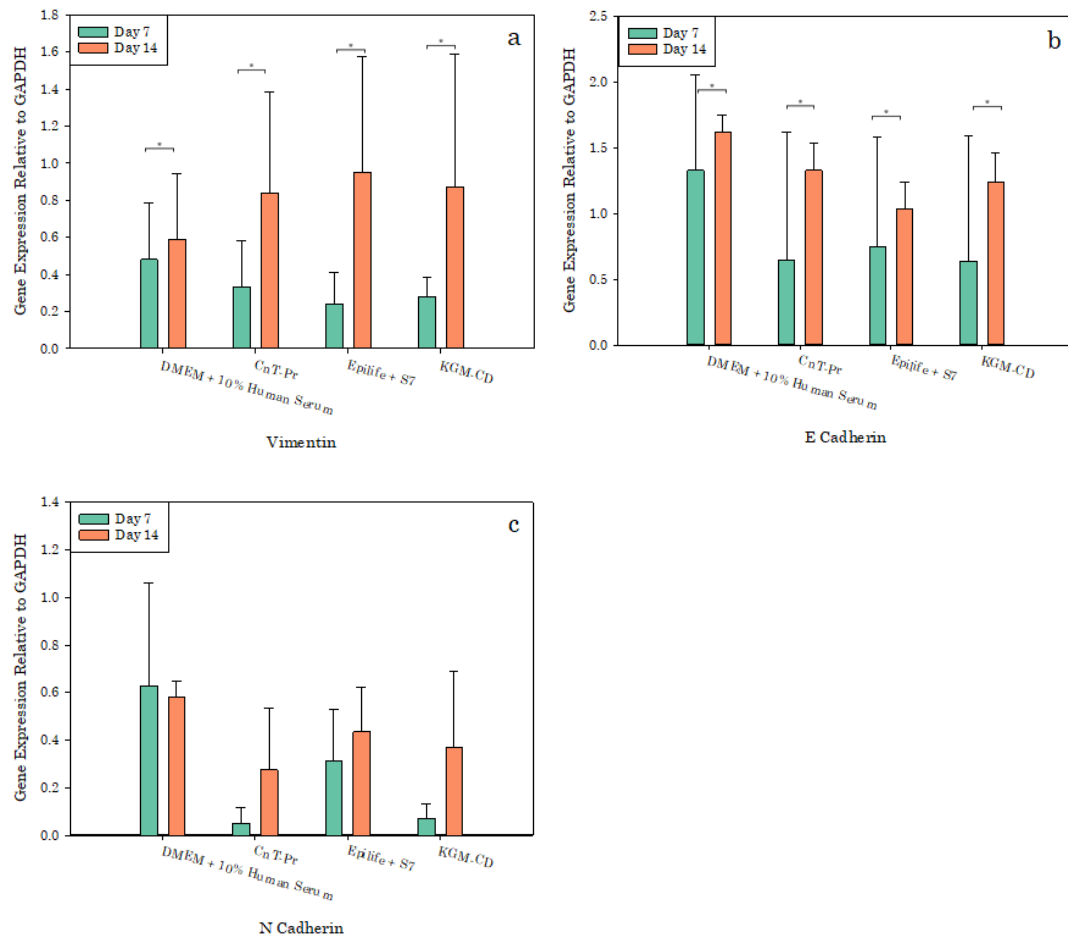 a
Day 7
Day 14
Gene Expression Relative to GAPDH
1.8
1.6
1.4
1.2
1.0
0.8
0.6
0.4
0.2
0.0
* * * *
DMEM + 10% Human Serum
CnT-Pr
Epilife + S7
KGM-CD
Vimentin
b
Day 7
Day 14
Gene Expression Relative to GAPDH
2.5
2.0
1.5
1.0
0.5
0.0
* * * *
DMEM + 10% Human Serum
CnT-Pr
Epilife + S7
KGM-CD
E Cadherin
c
Day 7
Day 14
Gene Expression Relative to GAPDH
1.4
1.2
1.0
0.8
0.6
0.4
0.2
0.0
DMEM + 10% Human Serum
CnT-Pr
Epilife + S7
KGM-CD
N Cadherin